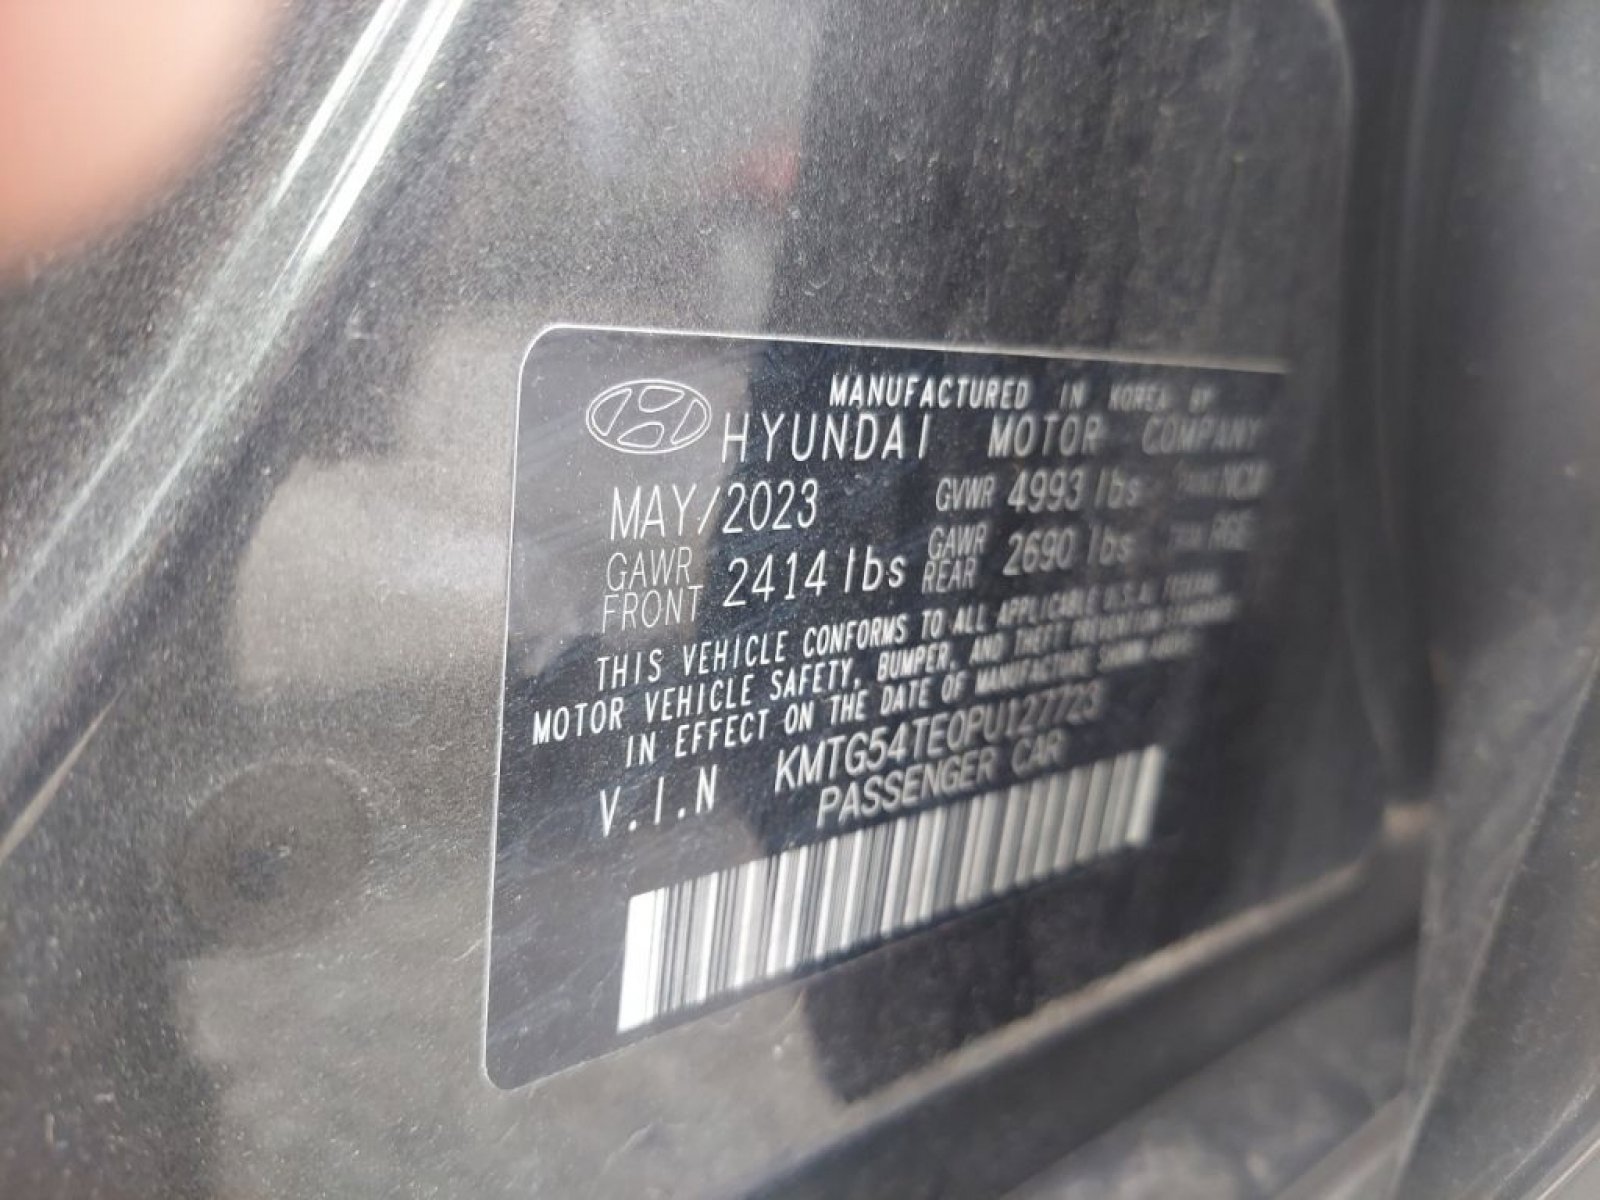 MANUFACTURED IN KOREA BY
HYUNDAI MOTOR COMPANY
MAY/2023 GVWR 4993 lbs
GAWR FRONT 2414 lbs GAWR REAR 2690 lbs
THIS VEHICLE CONFORMS TO ALL APPLICABLE U.S.A. FEDERAL
MOTOR VEHICLE SAFETY, BUMPER, AND THEFT PREVENTION STANDARDS
IN EFFECT ON THE DATE OF MANUFACTURE SHOWN ABOVE
V.I.N KMTG54TE0PU127723
PASSENGER CAR